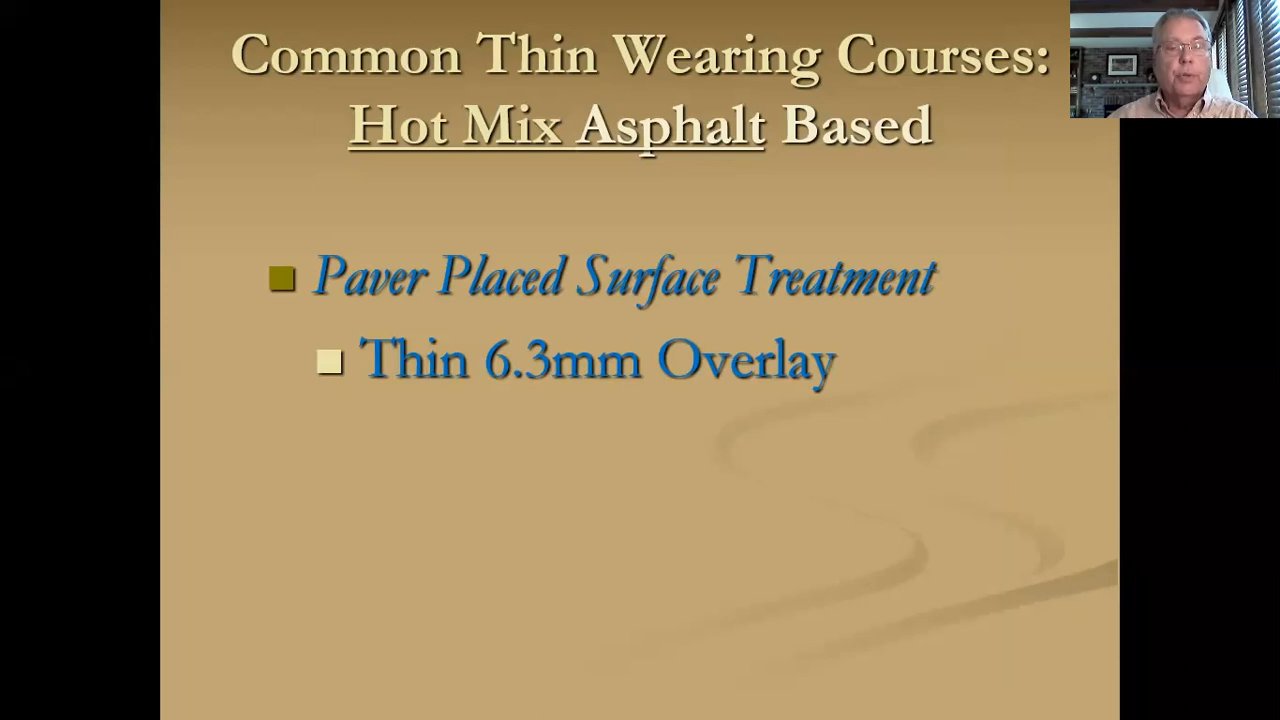 Common Thin Wearing Courses:
Hot Mix Asphalt Based
Paver Placed Surface Treatment
Thin 6.3mm Overlay